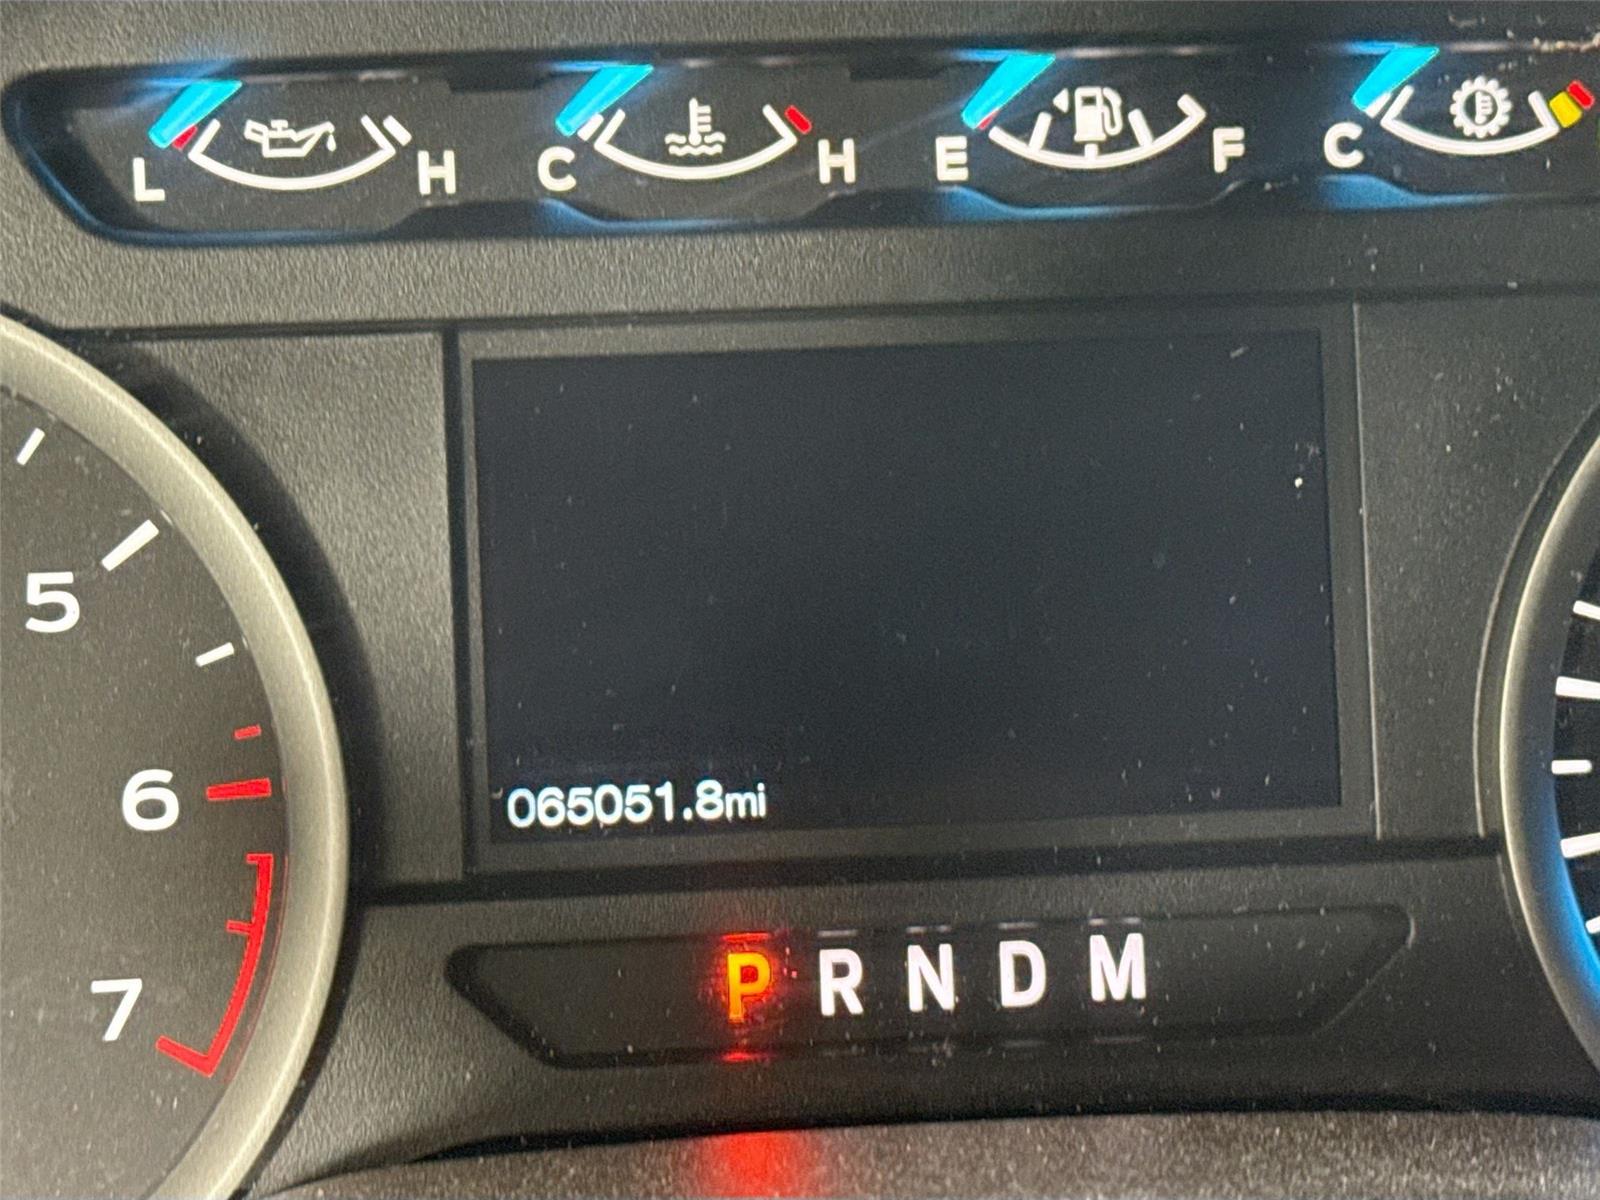 L H C H E F C
5
6
7
065051.8mi
P R N D M